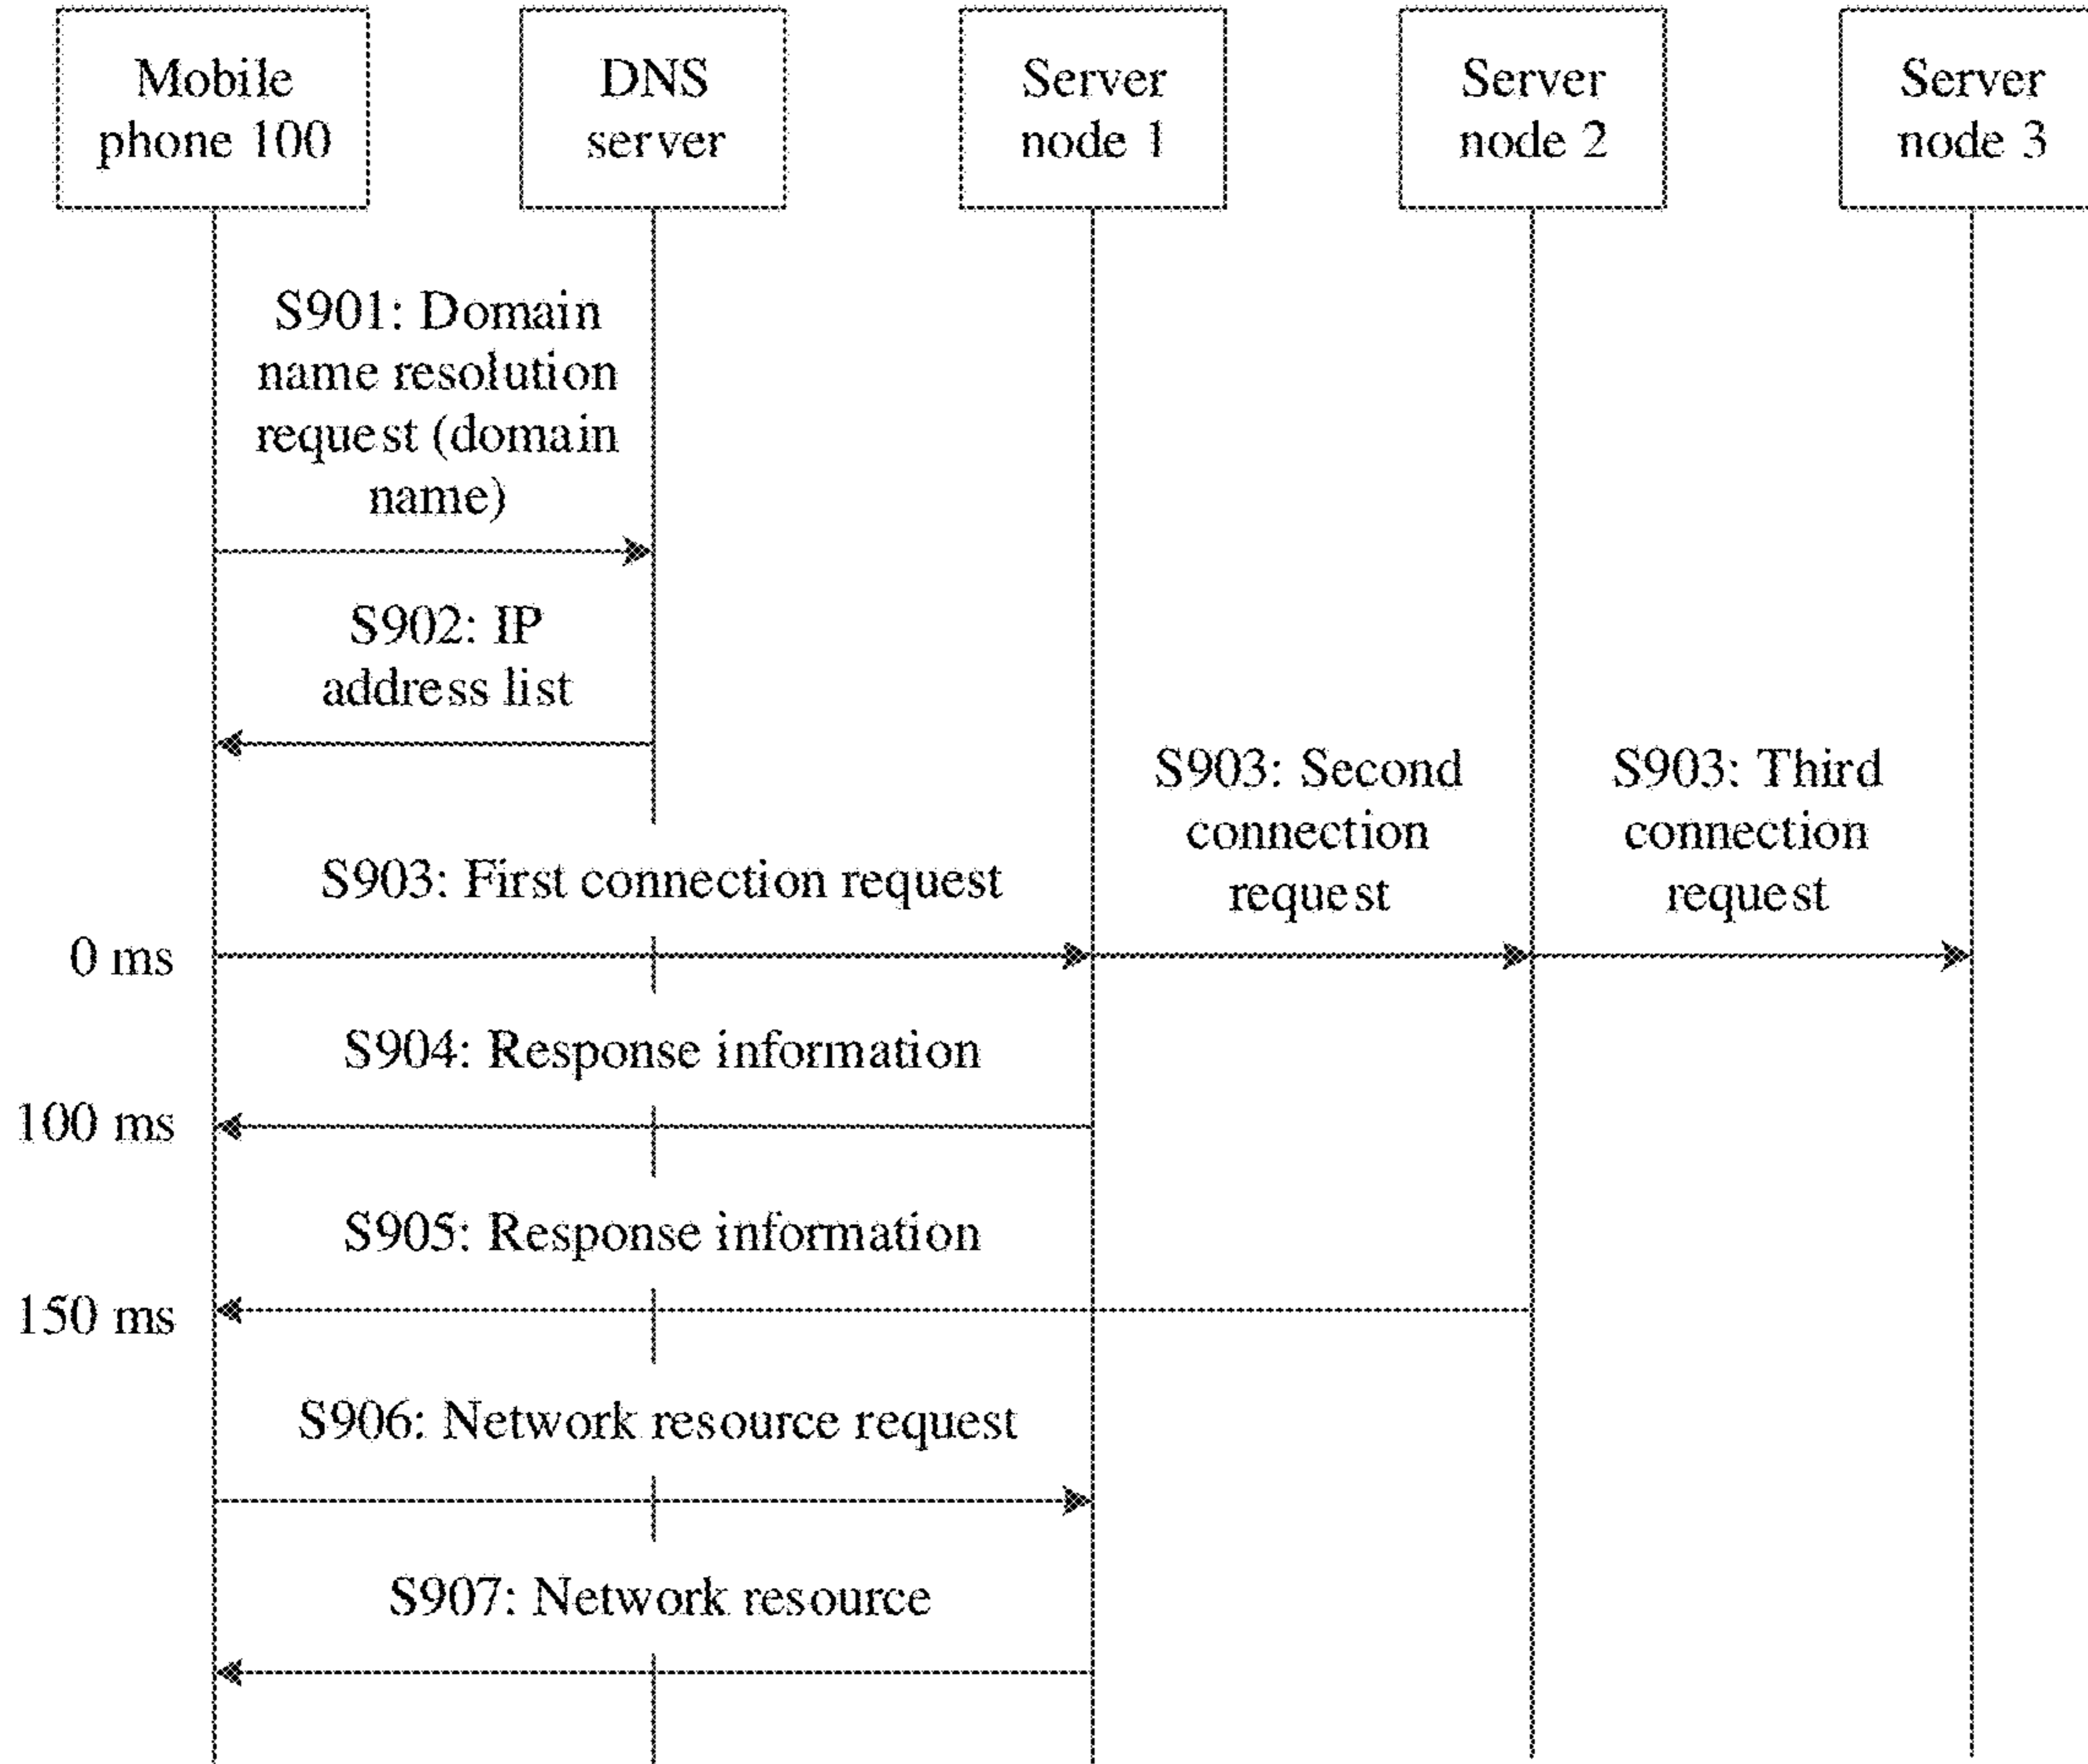 Mobile
phone 100
DNS
server
Server
node 1
Server
node 2
Server
node 3
S901: Domain
name resolution
request (domain
name)
S902: IP
address list
S903: First connection request
S903: Second
connection
request
S903: Third
connection
request
0 ms
S904: Response information
100 ms
S905: Response information
150 ms
S906: Network resource request
S907: Network resource